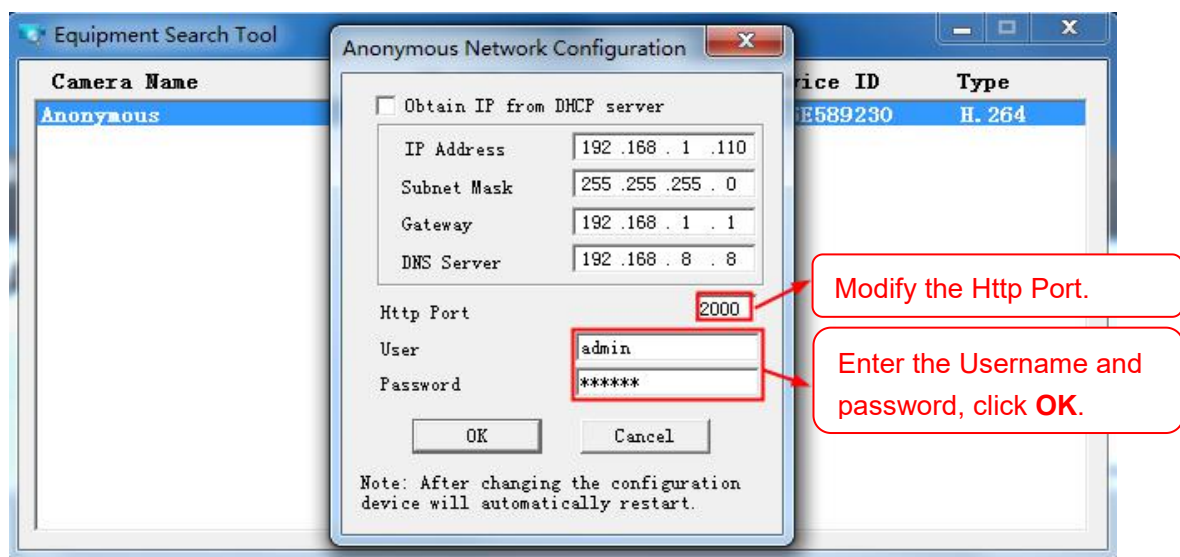 Equipment Search Tool
Camera Name
Type
Anonymous
E589230
H.264
Anonymous Network Configuration
Obtain IP from DHCP server
IP Address 192 .168 . 1 .110
Subnet Mask 255 .255 .255 . 0
Gateway 192 .168 . 1 . 1
DNS Server 192 .168 . 8 . 8
Http Port 2000
User admin
Password ******
OK Cancel
Note: After changing the configuration
device will automatically restart.
Modify the Http Port.
Enter the Username and
password, click OK.